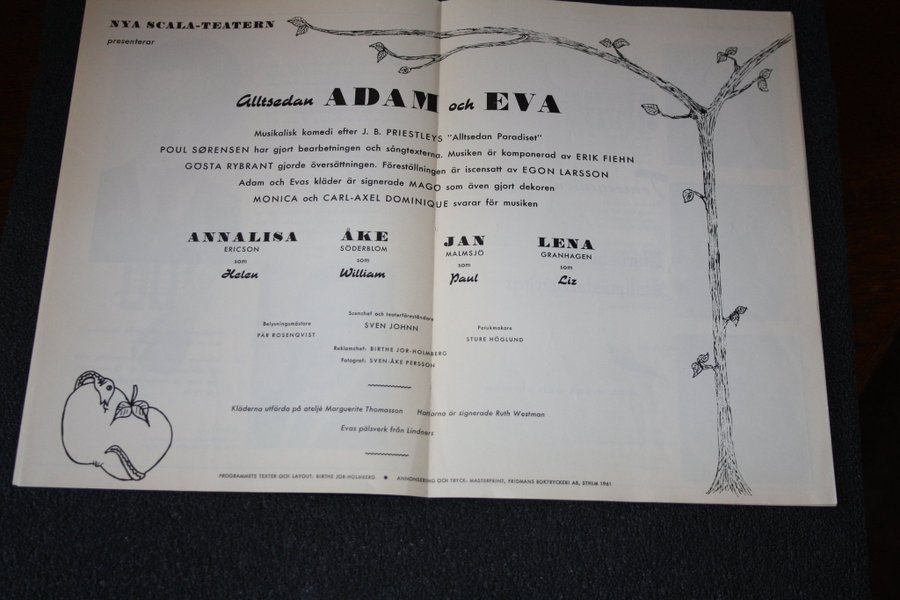 NYA SCALA-TEATERN
presenterar
Alltsedan ADAM och EVA
Musikalisk komedi efter J. B. PRIESTLEYS "Alltsedan Paradiset"
POUL SØRENSEN har gjort bearbetningen och sångtexterna. Musiken är komponerad av ERIK FIEHN
GÖSTA RYBRANT gjorde översättningen. Föreställningen är iscensatt av EGON LARSSON
Adam och Evas kläder är signerade MAGO som även gjort dekoren
MONICA och CARL-AXEL DOMINIQUE svarar för musiken
ANNALISA ÅKE JAN LENA
ERICSON SÖDERBLOM MALMSJÖ GRANHAGEN
som som som som
Helen William Paul Liz
Scenchef och teaterföreståndare
SVEN JOHNN
Belysningsmästare
PÄR ROSENQVIST
Perukmakare
STURE HÖGLUND
Reklamchef: BIRTHE JOR-HOLMBERG
Fotograf: SVEN-ÅKE PERSSON
Kläderna utförda på ateljé Marguerite Thomasson Hattarna är signerade Ruth Westman
Evas pälsverk från Lindners
PROGRAMMETS TEXTER OCH LAYOUT: BIRTHE JOR-HOLMBERG ★ ANNONSERING OCH TRYCK: MASTERPRINT, FRIDMANS BOKTRYCKERI AB, STHLM 1961